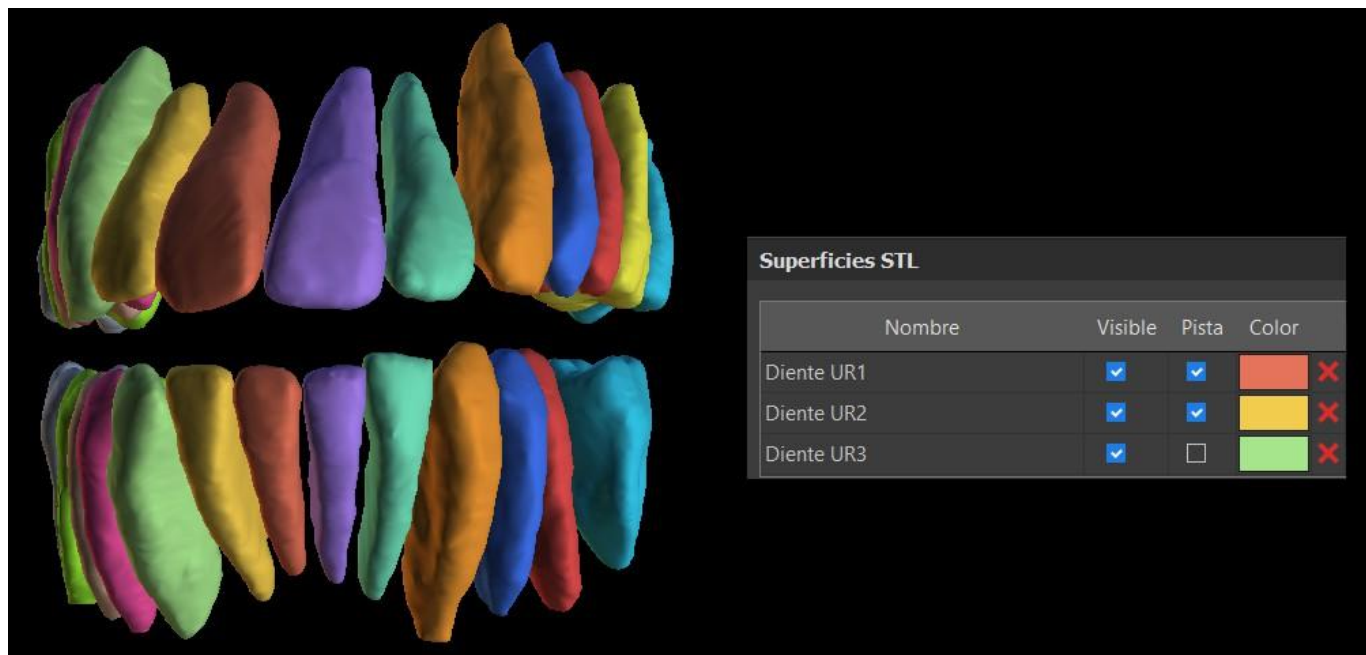 Superficies STL
Nombre Visible Pista Color
Diente UR1
Diente UR2
Diente UR3